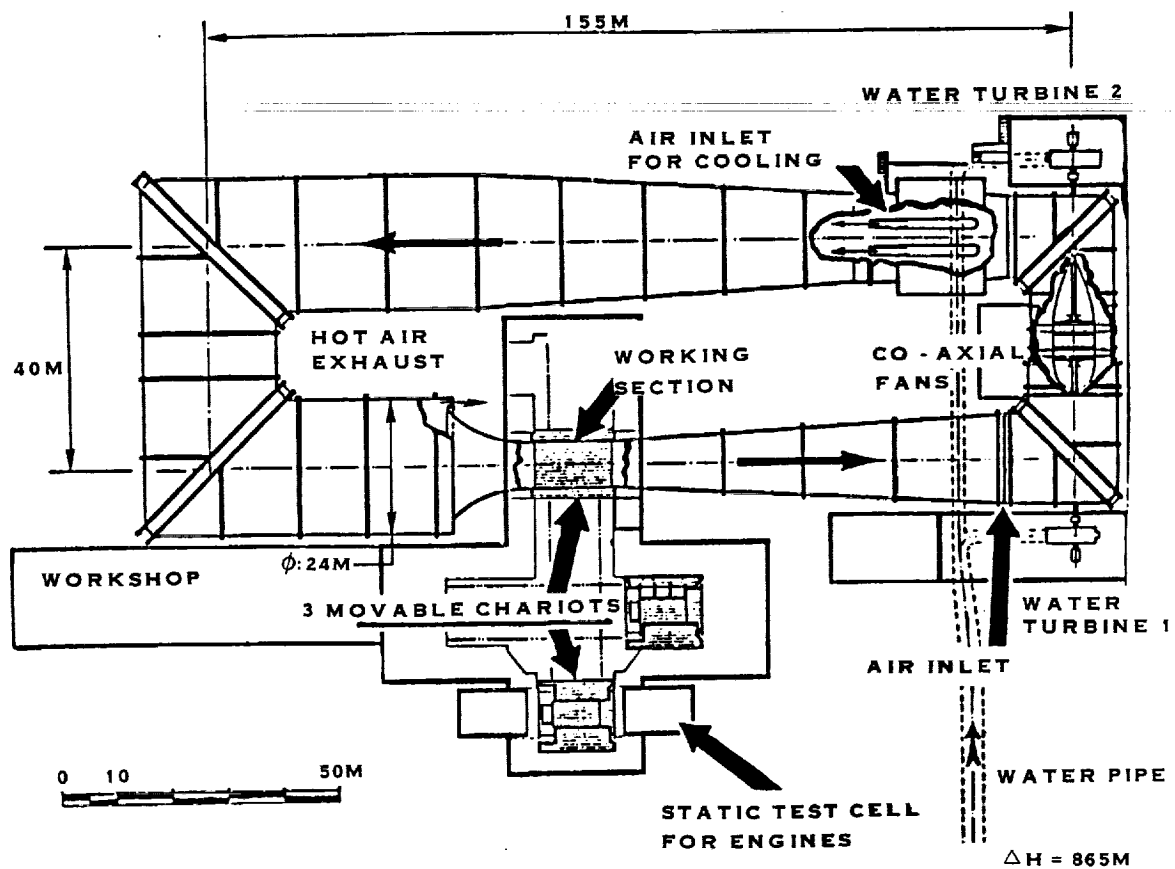 155M
WATER TURBINE 2
AIR INLET
FOR COOLING
HOT AIR
EXHAUST
WORKING
SECTION
CO-AXIAL
FANS
40M
WORKSHOP
φ:24M
3 MOVABLE CHARIOTS
WATER
TURBINE 1
AIR INLET
0 10 50M
WATER PIPE
STATIC TEST CELL
FOR ENGINES
△H = 865M